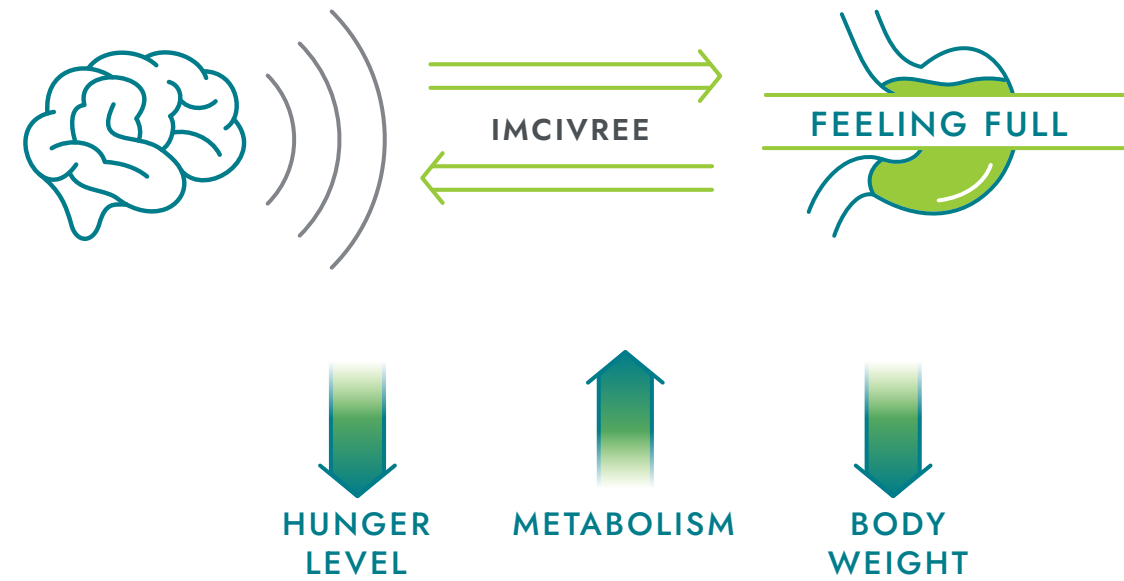 IMCIVREE
FEELING FULL
HUNGER
LEVEL
METABOLISM
BODY
WEIGHT